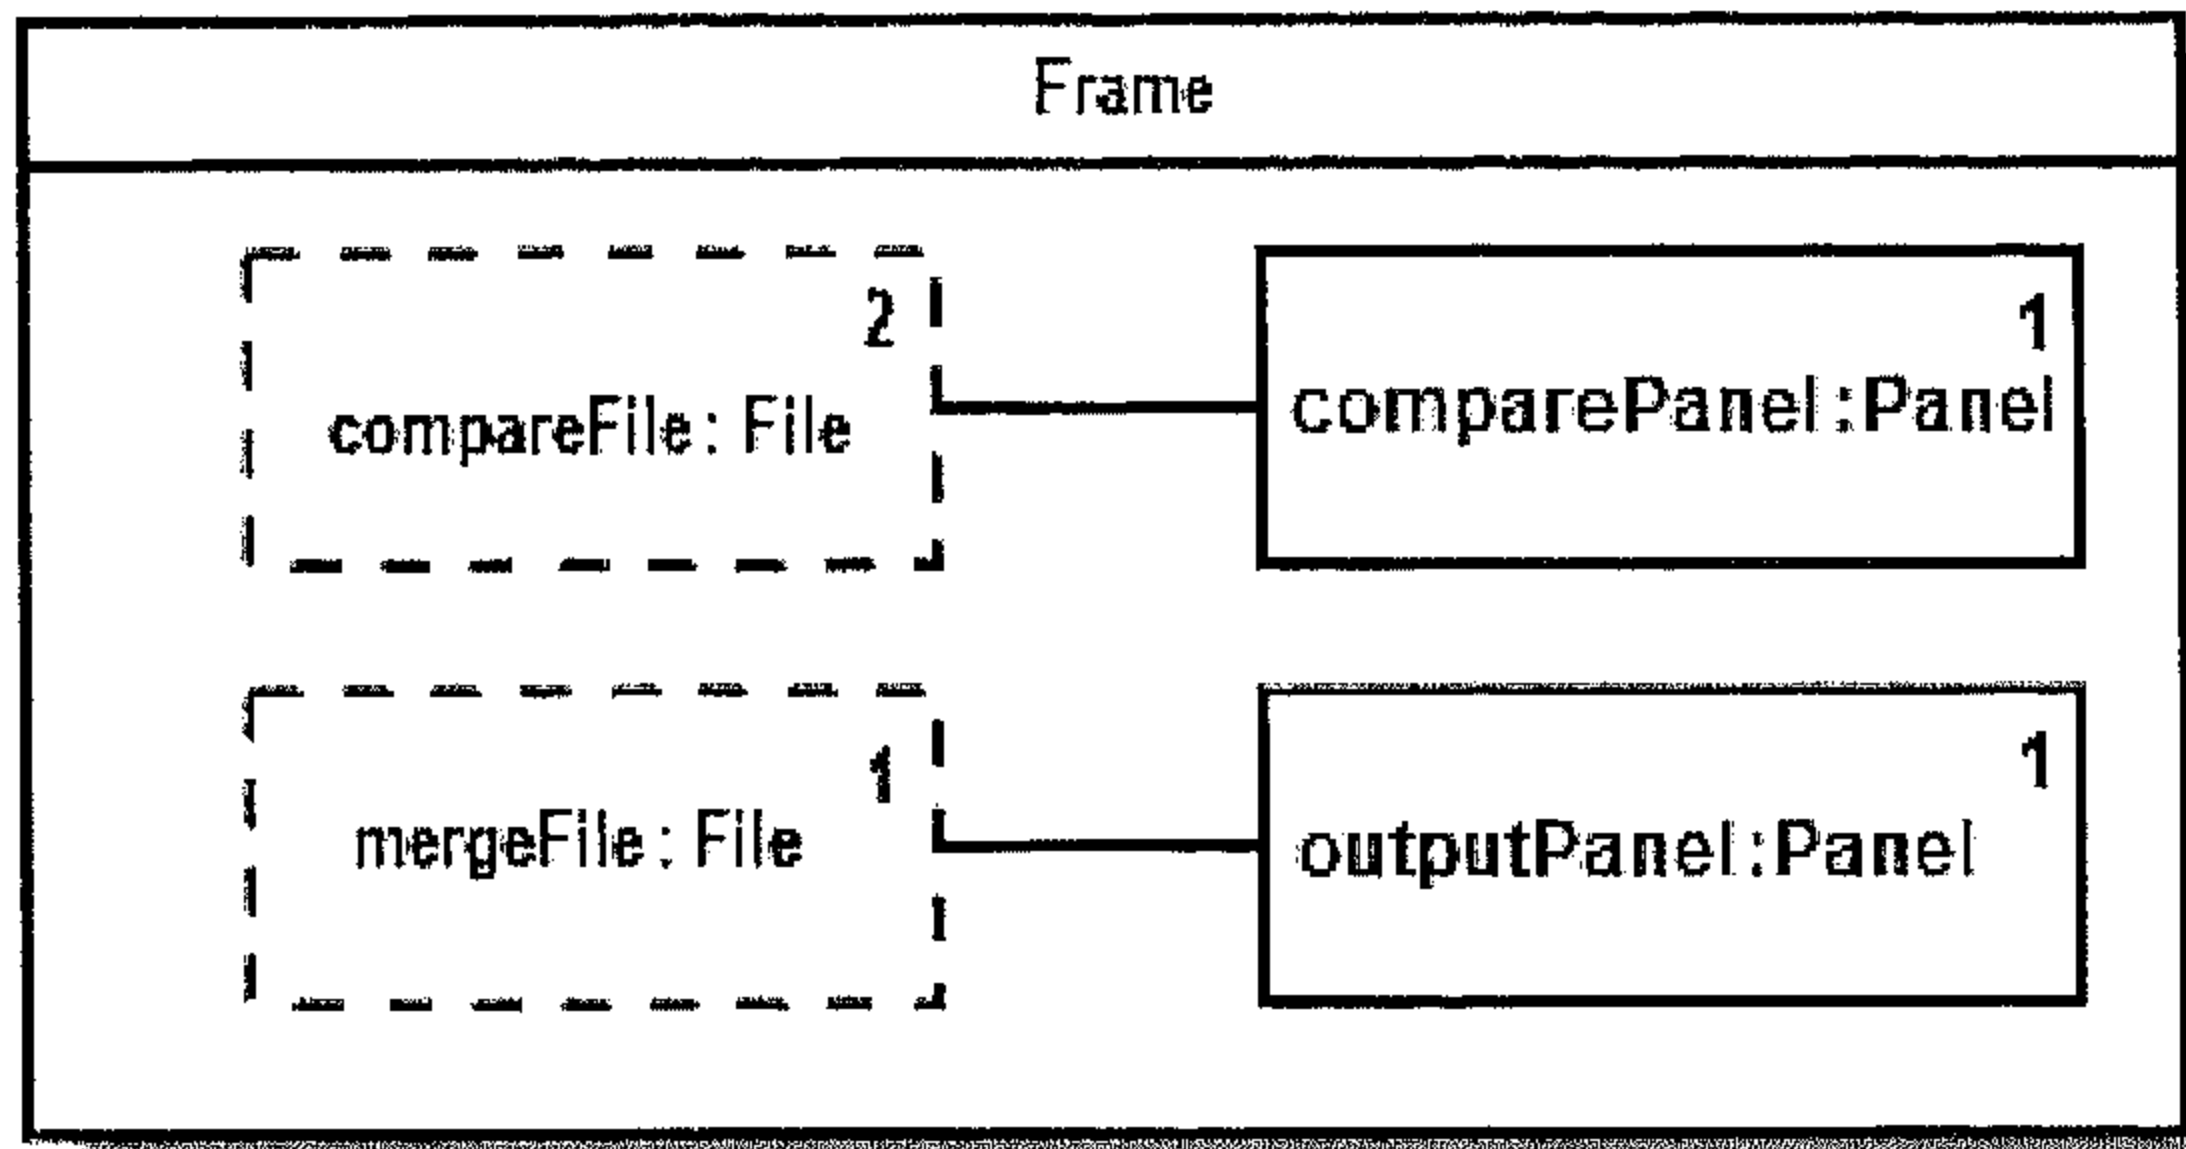 Frame
2
compareFile: File
1
comparePanel:Panel
1
mergeFile: File
1
outputPanel:Panel